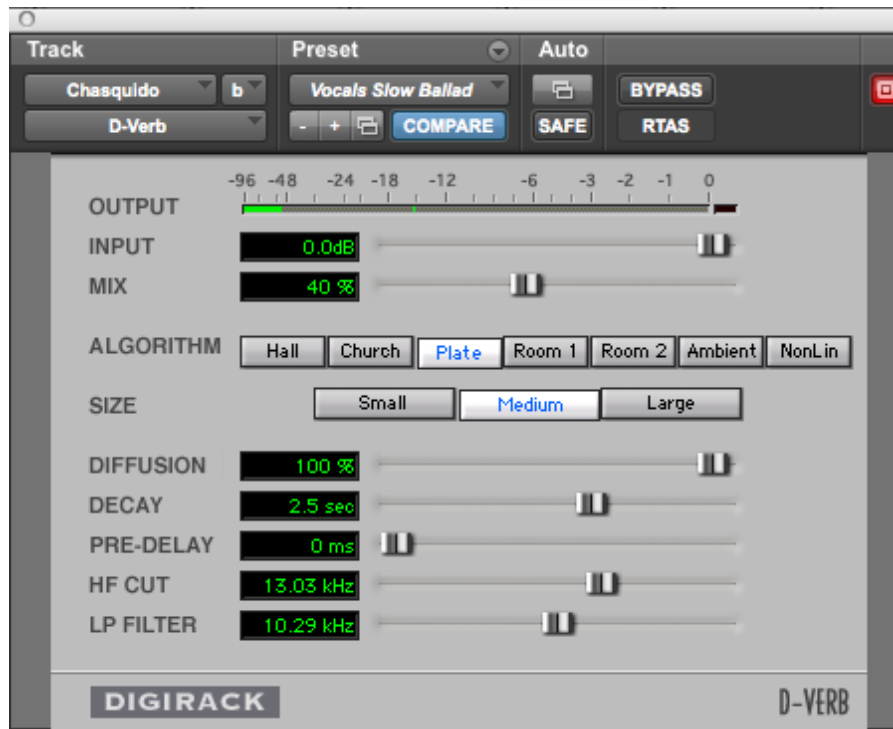 Track Preset Auto
Chasquido b Vocals Slow Ballad BYPASS
D-Verb - + COMPARE SAFE RTAS
-96 -48 -24 -18 -12 -6 -3 -2 -1 0
OUTPUT
INPUT 0.0dB
MIX 40 %
ALGORITHM Hall Church Plate Room 1 Room 2 Ambient NonLin
SIZE Small Medium Large
DIFFUSION 100 %
DECAY 2.5 sec
PRE-DELAY 0 ms
HF CUT 13.03 kHz
LP FILTER 10.29 kHz
DIGIRACK D-VERB